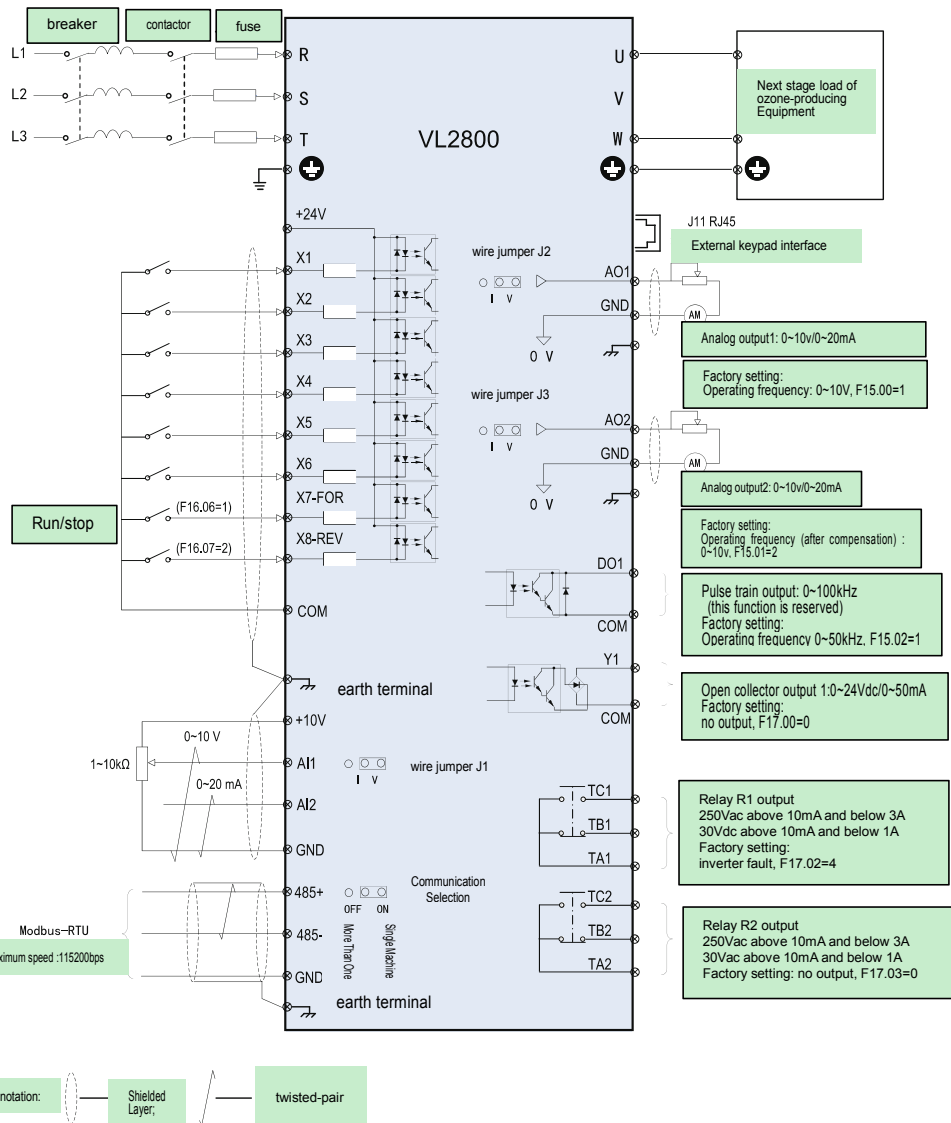 breaker
contactor
fuse
L1
L2
L3
R
S
T
VL2800
U
V
W
Next stage load of
ozone-producing
Equipment
+24V
X1
X2
X3
X4
X5
X6
X7-FOR
X8-REV
COM
(F16.06=1)
(F16.07=2)
Run/stop
earth terminal
wire jumper J2
I V
0 V
wire jumper J3
I V
0 V
J11 RJ45
External keypad interface
AO1
GND
AM
Analog output1: 0~10v/0~20mA
Factory setting:
Operating frequency: 0~10V, F15.00=1
AO2
GND
AM
Analog output2: 0~10v/0~20mA
Factory setting:
Operating frequency (after compensation) :
0~10v, F15.01=2
DO1
COM
Pulse train output: 0~100kHz
(this function is reserved)
Factory setting:
Operating frequency 0~50kHz, F15.02=1
Y1
COM
Open collector output 1:0~24Vdc/0~50mA
Factory setting:
no output, F17.00=0
+10V
0~10 V
1~10kΩ
AI1
I V
wire jumper J1
0~20 mA
AI2
GND
TC1
TB1
TA1
Relay R1 output
250Vac above 10mA and below 3A
30Vdc above 10mA and below 1A
Factory setting:
inverter fault, F17.02=4
485+
485-
GND
Modbus-RTU
ximum speed :115200bps
Communication
Selection
OFF ON
More Than One
Single Machine
earth terminal
TC2
TB2
TA2
Relay R2 output
250Vac above 10mA and below 3A
30Vac above 10mA and below 1A
Factory setting: no output, F17.03=0
notation:
Shielded
Layer;
twisted-pair